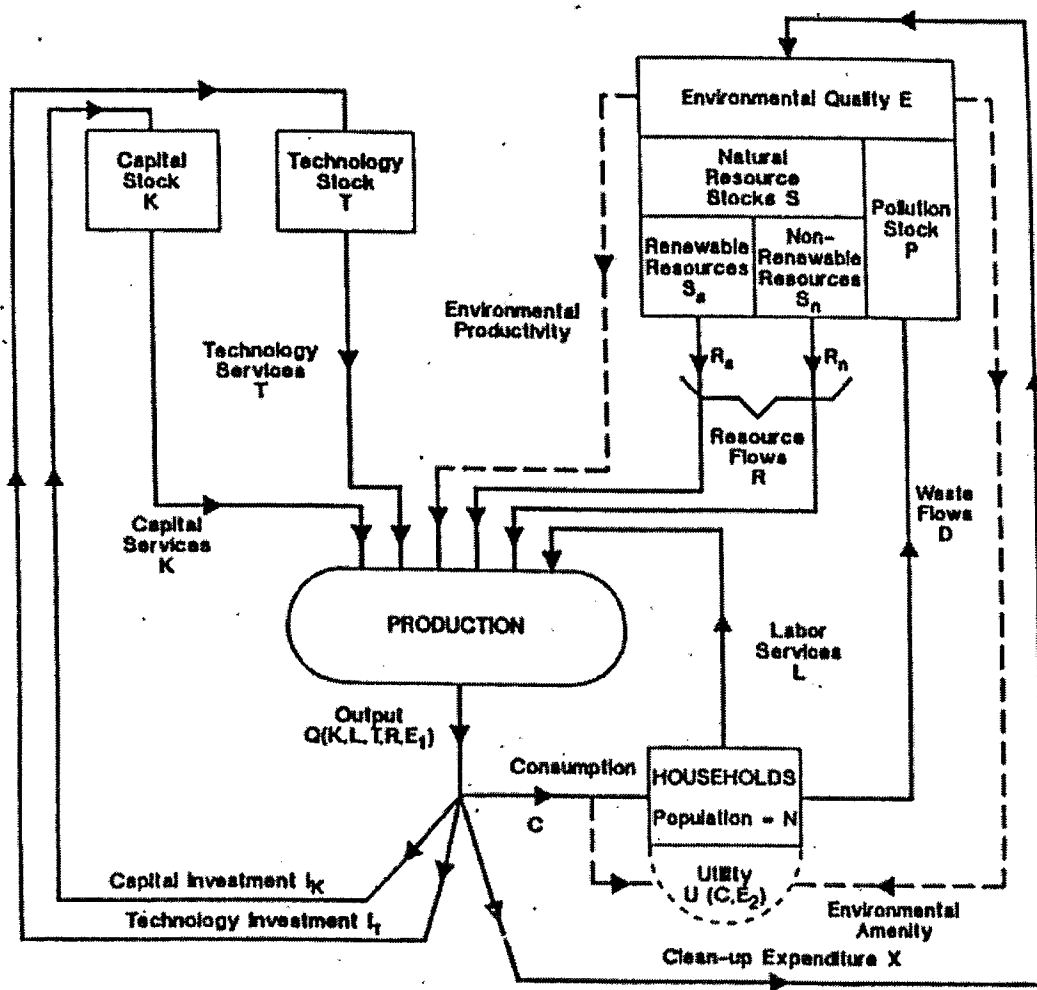 Environmental Quality E
Capital
Stock
K
Technology
Stock
T
Natural
Resource
Stocks S
Pollution
Stock
P
Renewable
Resources
Sa
Non-
Renewable
Resources
Sn
Environmental
Productivity
Technology
Services
T
Ra
Rn
Resource
Flows
R
Waste
Flows
D
Capital
Services
K
PRODUCTION
Labor
Services
L
Output
Q(K,L,T,R,E1)
Consumption
C
HOUSEHOLDS
Population = N
Utility
U (C,E2)
Capital Investment IK
Technology Investment IT
Environmental
Amenity
Clean-up Expenditure X